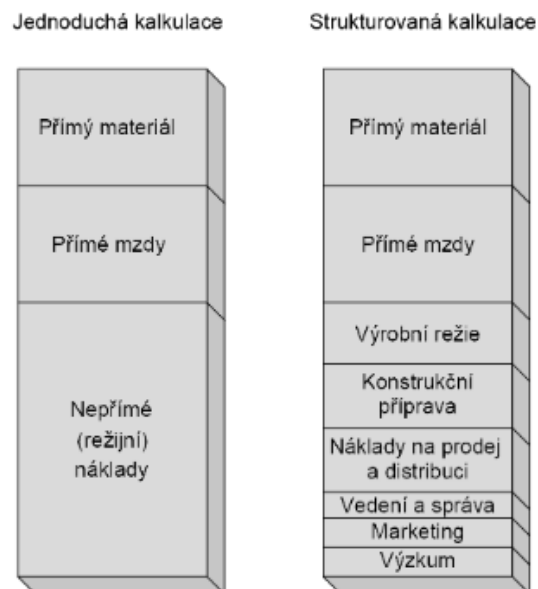 Jednoduchá kalkulace
Přímý materiál
Přímé mzdy
Nepřímé
(režijní)
náklady
Strukturovaná kalkulace
Přímý materiál
Přímé mzdy
Výrobní režie
Konstrukční
příprava
Náklady na prodej
a distribuci
Vedení a správa
Marketing
Výzkum